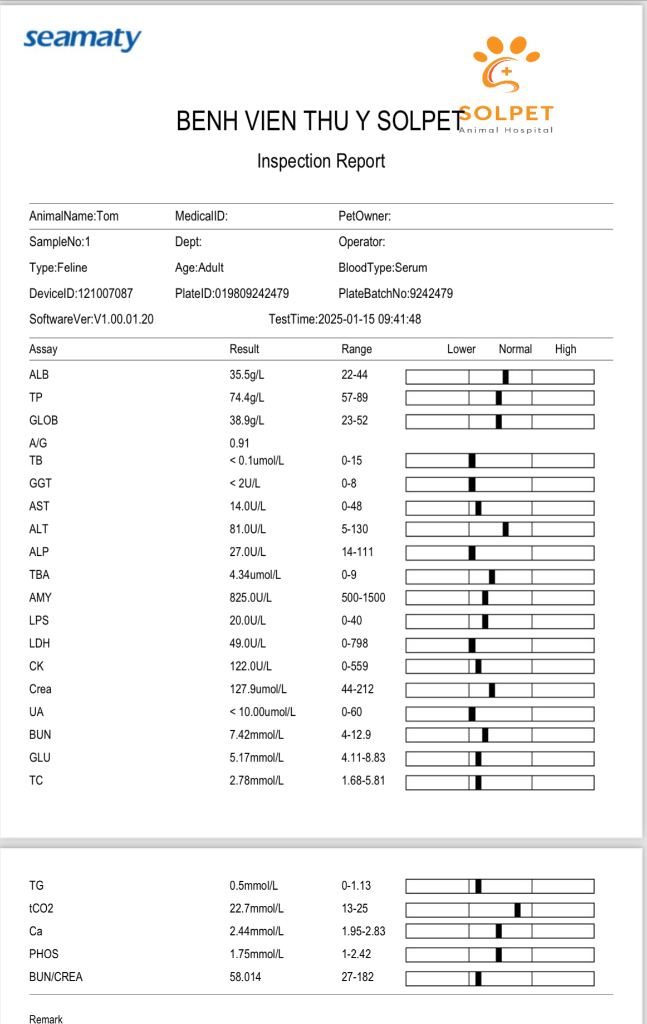 seamaty
SOLPET
Animal Hospital
BENH VIEN THU Y SOLPET
Inspection Report
AnimalName:Tom MedicalID: PetOwner:
SampleNo:1 Dept: Operator:
Type:Feline Age:Adult BloodType:Serum
DeviceID:121007087 PlateID:019809242479 PlateBatchNo:9242479
SoftwareVer:V1.00.01.20 TestTime:2025-01-15 09:41:48
Assay Result Range Lower Normal High
ALB 35.5g/L 22-44
TP 74.4g/L 57-89
GLOB 38.9g/L 23-52
A/G 0.91
TB < 0.1umol/L 0-15
GGT < 2U/L 0-8
AST 14.0U/L 0-48
ALT 81.0U/L 5-130
ALP 27.0U/L 14-111
TBA 4.34umol/L 0-9
AMY 825.0U/L 500-1500
LPS 20.0U/L 0-40
LDH 49.0U/L 0-798
CK 122.0U/L 0-559
Crea 127.9umol/L 44-212
UA < 10.00umol/L 0-60
BUN 7.42mmol/L 4-12.9
GLU 5.17mmol/L 4.11-8.83
TC 2.78mmol/L 1.68-5.81
TG 0.5mmol/L 0-1.13
tCO2 22.7mmol/L 13-25
Ca 2.44mmol/L 1.95-2.83
PHOS 1.75mmol/L 1-2.42
BUN/CREA 58.014 27-182
Remark